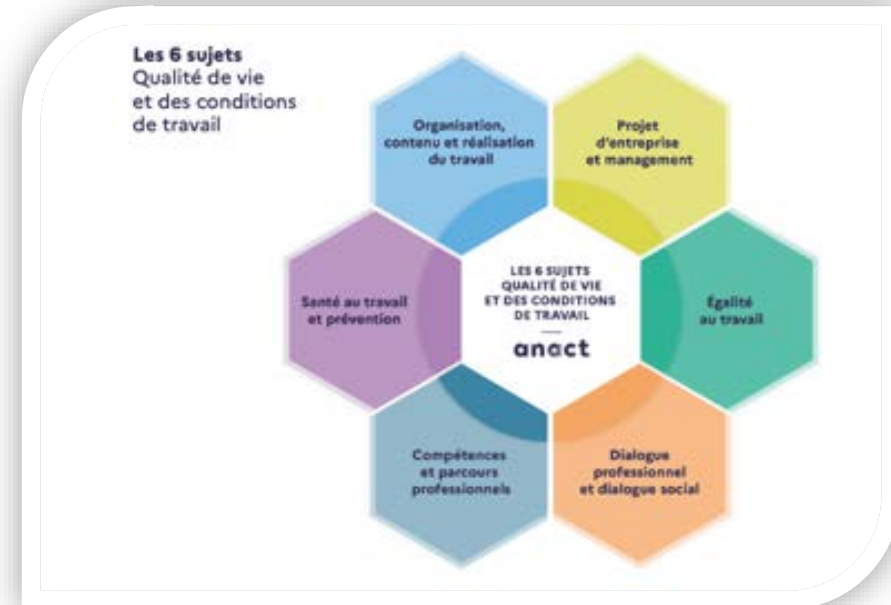 Les 6 sujets
Qualité de vie
et des conditions
de travail
Organisation,
contenu et réalisation
du travail
Projet
d'entreprise
et management
Santé au travail
et prévention
LES 6 SUJETS
QUALITÉ DE VIE
ET DES CONDITIONS
DE TRAVAIL
anact
Égalité
au travail
Compétences
et parcours
professionnels
Dialogue
professionnel
et dialogue social